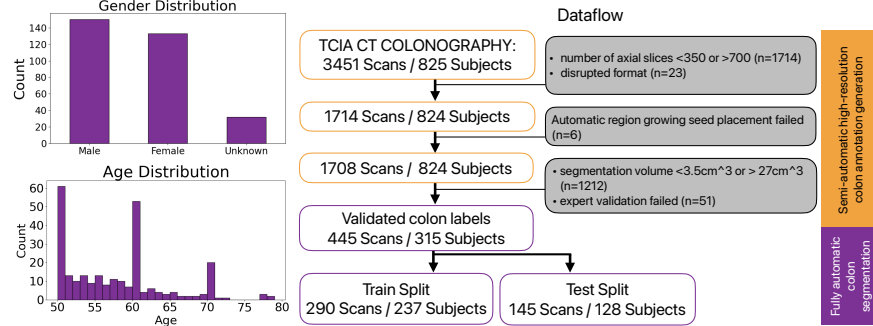 Gender Distribution
Count
140
120
100
80
60
40
20
0
Male Female Unknown
Age Distribution
Count
60
50
40
30
20
10
0
50 55 60 65 70 75 80
Age
Dataflow
TCIA CT COLONOGRAPHY:
3451 Scans / 825 Subjects
• number of axial slices <350 or >700 (n=1714)
• disrupted format (n=23)
1714 Scans / 824 Subjects
Automatic region growing seed placement failed
(n=6)
1708 Scans / 824 Subjects
• segmentation volume <3.5cm^3 or > 27cm^3
(n=1212)
• expert validation failed (n=51)
Validated colon labels
445 Scans / 315 Subjects
Train Split
290 Scans / 237 Subjects
Test Split
145 Scans / 128 Subjects
Semi-automatic high-resolution
colon annotation generation
Fully automatic
colon
segmentation